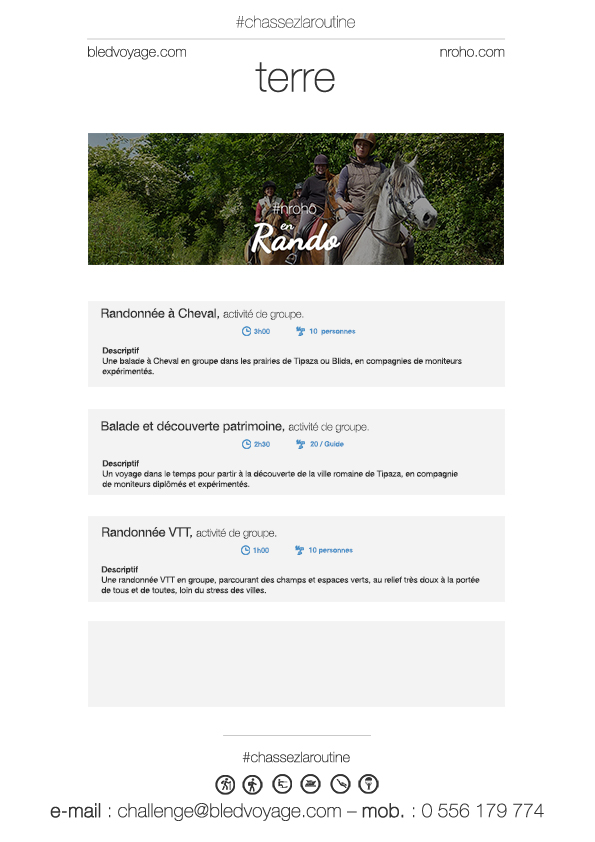 #chassezlaroutine
bledvoyage.com
nroho.com
terre
#nroho
en
Rando
Randonnée à Cheval, activité de groupe.
3h00 10 personnes
Descriptif
Une balade à Cheval en groupe dans les prairies de Tipaza ou Blida, en compagnies de moniteurs
expérimentés.
Balade et découverte patrimoine, activité de groupe.
2h30 20 / Guide
Descriptif
Un voyage dans le temps pour partir à la découverte de la ville romaine de Tipaza, en compagnie
de moniteurs diplômés et expérimentés.
Randonnée VTT, activité de groupe.
1h00 10 personnes
Descriptif
Une randonnée VTT en groupe, parcourant des champs et espaces verts, au relief très doux à la portée
de tous et de toutes, loin du stress des villes.
#chassezlaroutine
e-mail : challenge@bledvoyage.com – mob. : 0 556 179 774